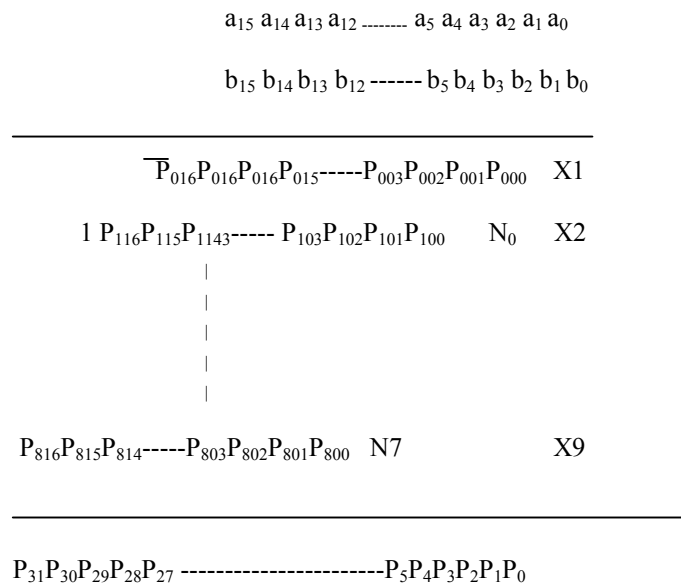 a₁₅ a₁₄ a₁₃ a₁₂ -------- a₅ a₄ a₃ a₂ a₁ a₀
b₁₅ b₁₄ b₁₃ b₁₂ ------ b₅ b₄ b₃ b₂ b₁ b₀
P̅₀₁₆P₀₁₆P₀₁₆P₀₁₅-----P₀₀₃P₀₀₂P₀₀₁P₀₀₀ X1
1 P₁₁₆P₁₁₅P₁₁₄₃----- P₁₀₃P₁₀₂P₁₀₁P₁₀₀ N₀ X2
P₈₁₆P₈₁₅P₈₁₄-----P₈₀₃P₈₀₂P₈₀₁P₈₀₀ N7 X9
P₃₁P₃₀P₂₉P₂₈P₂₇ -----------------------P₅P₄P₃P₂P₁P₀